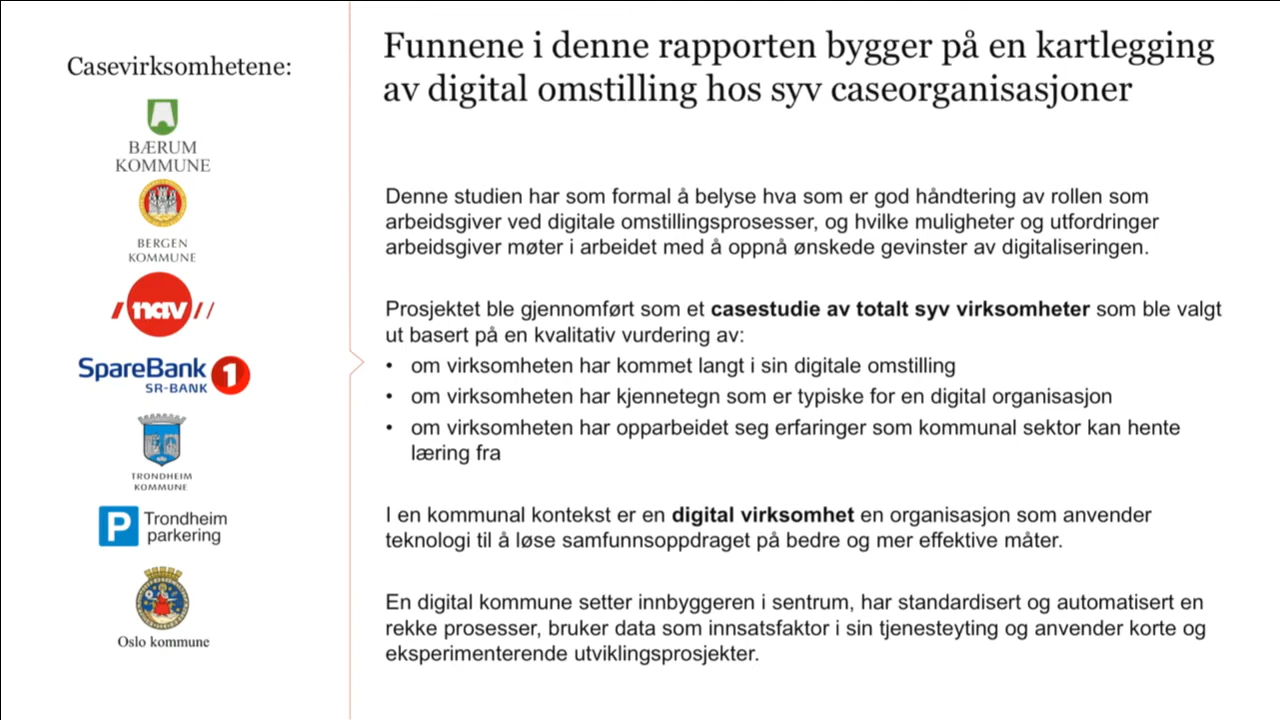 Casevirksomhetene:
BÆRUM
KOMMUNE
BERGEN
KOMMUNE
nav
SpareBank 1
SR-BANK
TRONDHEIM
KOMMUNE
P Trondheim
parkering
Oslo kommune
Funnene i denne rapporten bygger på en kartlegging
av digital omstilling hos syv caseorganisasjoner
Denne studien har som formal å belyse hva som er god håndtering av rollen som
arbeidsgiver ved digitale omstillingsprosesser, og hvilke muligheter og utfordringer
arbeidsgiver møter i arbeidet med å oppnå ønskede gevinster av digitaliseringen.
Prosjektet ble gjennomført som et casestudie av totalt syv virksomheter som ble valgt
ut basert på en kvalitativ vurdering av:
• om virksomheten har kommet langt i sin digitale omstilling
• om virksomheten har kjennetegn som er typiske for en digital organisasjon
• om virksomheten har opparbeidet seg erfaringer som kommunal sektor kan hente
læring fra
I en kommunal kontekst er en digital virksomhet en organisasjon som anvender
teknologi til å løse samfunnsoppdraget på bedre og mer effektive måter.
En digital kommune setter innbyggeren i sentrum, har standardisert og automatisert en
rekke prosesser, bruker data som innsatsfaktor i sin tjenesteyting og anvender korte og
eksperimenterende utviklingsprosjekter.